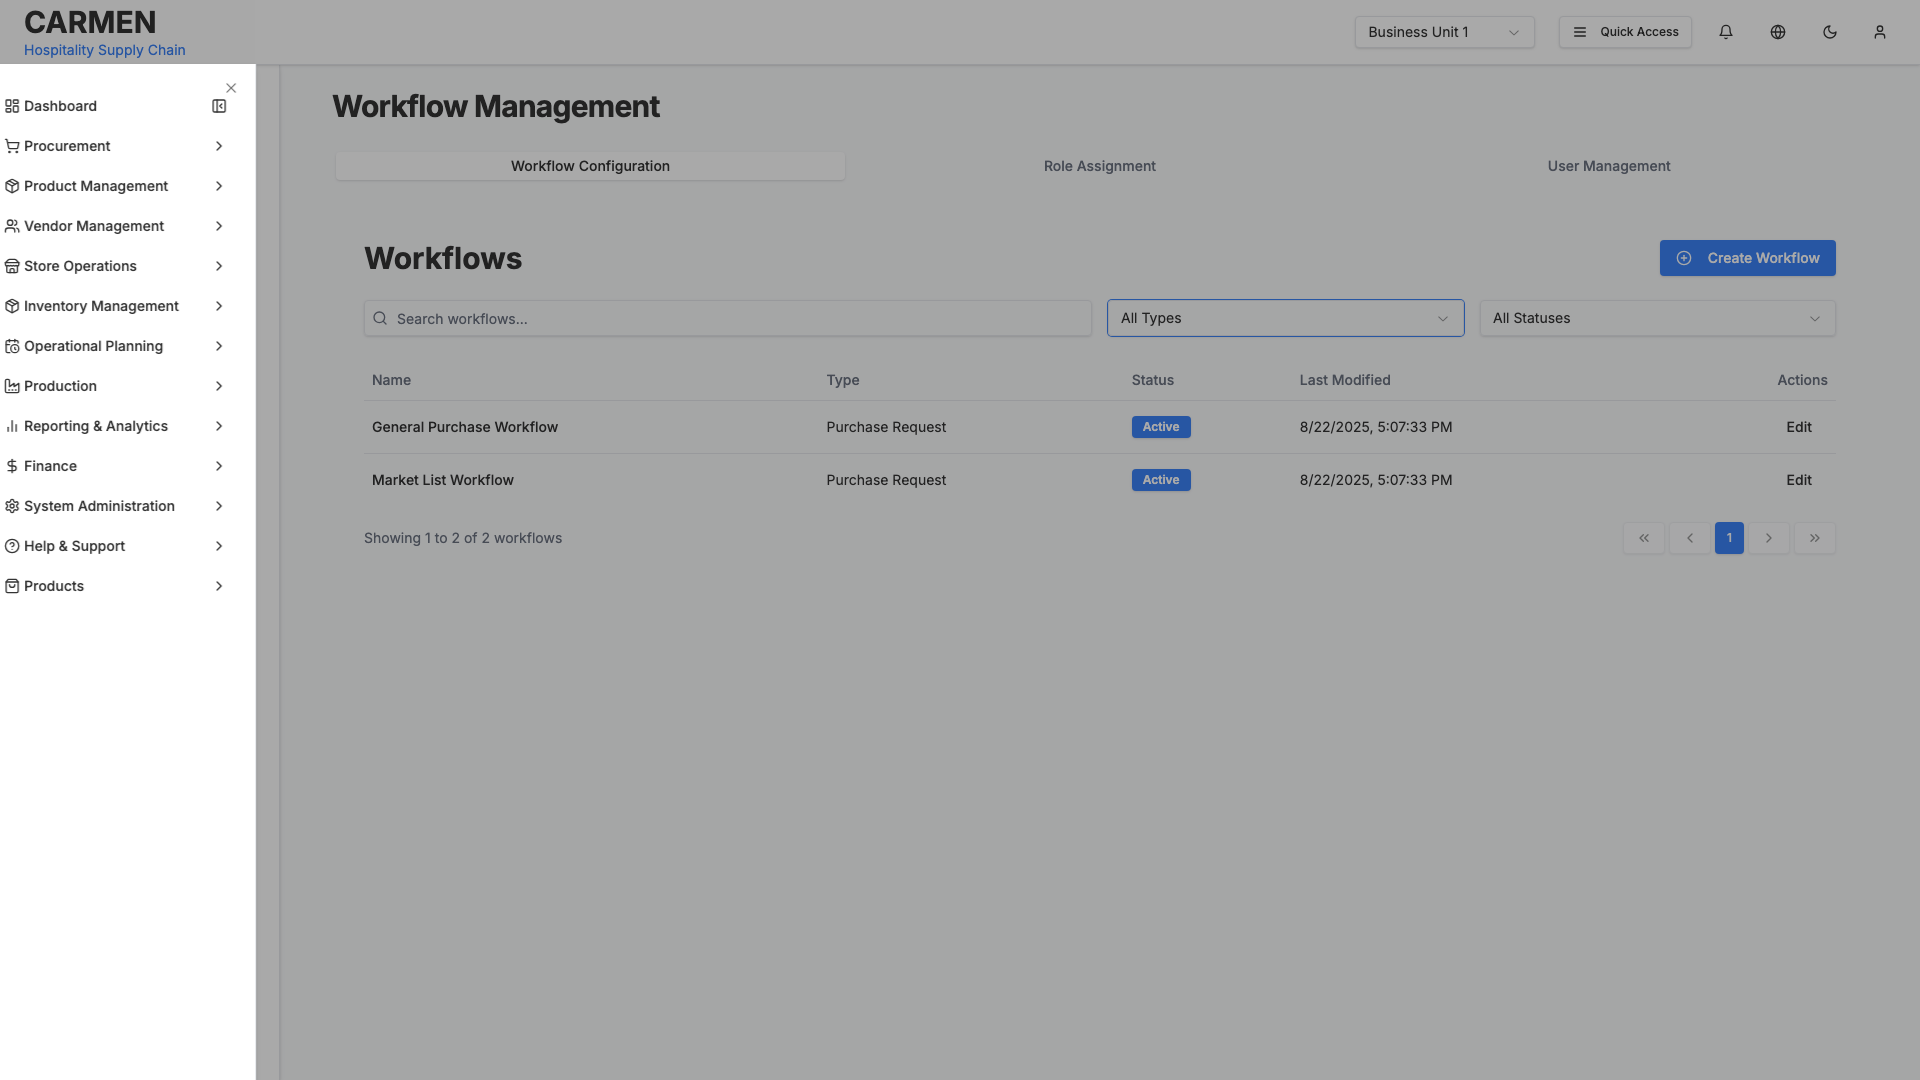 CARMEN
Hospitality Supply Chain
Business Unit 1
Quick Access
Dashboard
Procurement
Product Management
Vendor Management
Store Operations
Inventory Management
Operational Planning
Production
Reporting & Analytics
Finance
System Administration
Help & Support
Products
Workflow Management
Workflow Configuration
Role Assignment
User Management
Workflows
Create Workflow
Search workflows...
All Types
All Statuses
Name Type Status Last Modified Actions
General Purchase Workflow Purchase Request Active 8/22/2025, 5:07:33 PM Edit
Market List Workflow Purchase Request Active 8/22/2025, 5:07:33 PM Edit
Showing 1 to 2 of 2 workflows
1